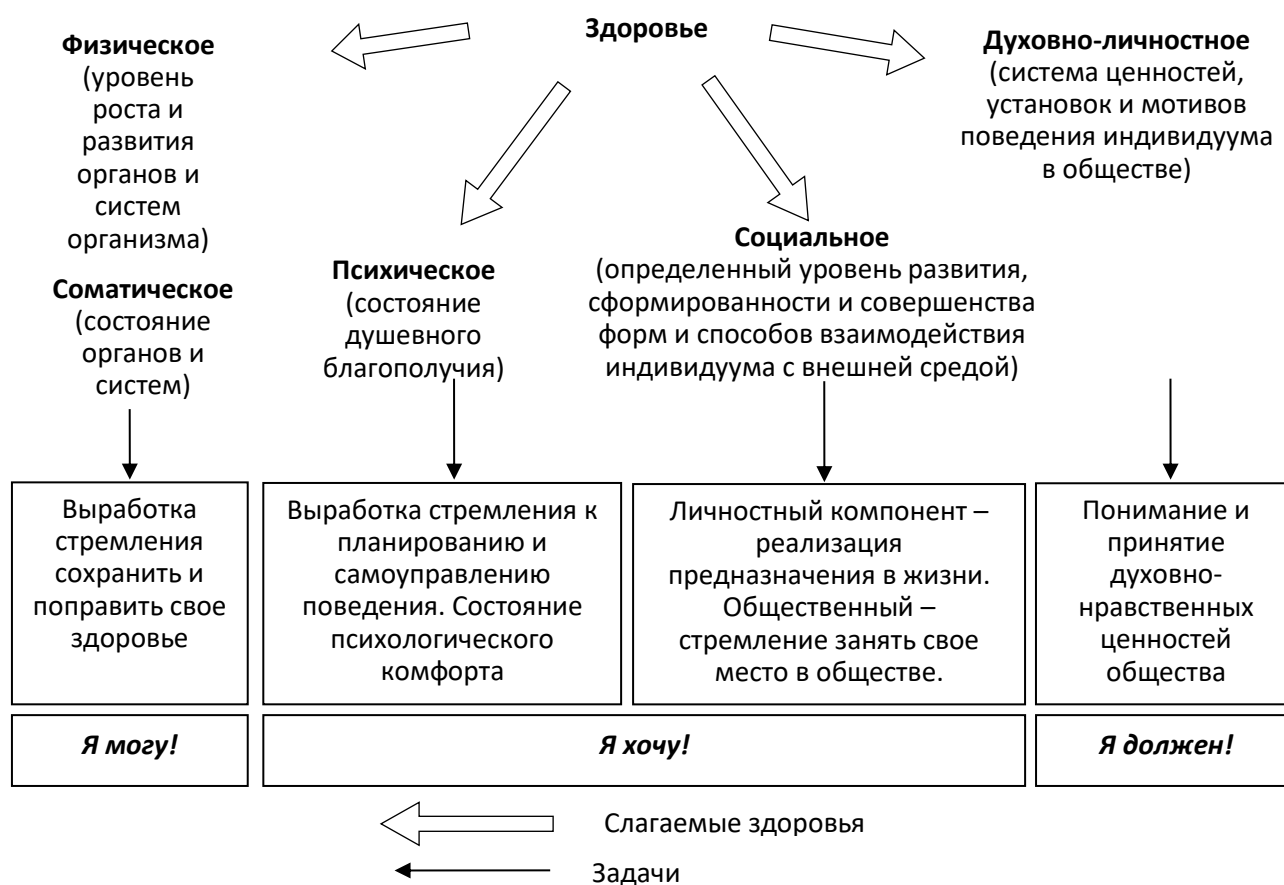 Здоровье
Физическое
(уровень
роста и
развития
органов и
систем
организма)
Соматическое
(состояние
органов и
систем)
Психическое
(состояние
душевного
благополучия)
Социальное
(определенный уровень развития,
сформированности и совершенства
форм и способов взаимодействия
индивидуума с внешней средой)
Духовно-личностное
(система ценностей,
установок и мотивов
поведения индивидуума
в обществе)
Выработка
стремления
сохранить и
поправить свое
здоровье
Выработка стремления к
планированию и
самоуправлению
поведения. Состояние
психологического
комфорта
Личностный компонент –
реализация
предназначения в жизни.
Общественный –
стремление занять свое
место в обществе.
Понимание и
принятие
духовно-
нравственных
ценностей
общества
Я могу!
Я хочу!
Я должен!
Слагаемые здоровья
Задачи